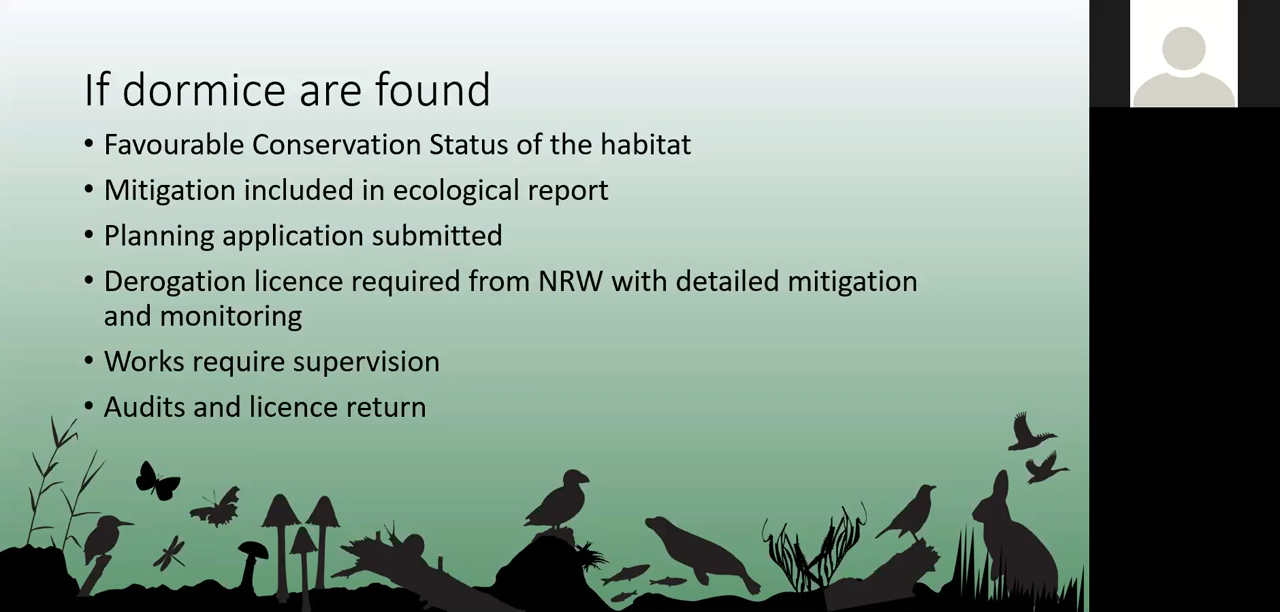 If dormice are found
• Favourable Conservation Status of the habitat
• Mitigation included in ecological report
• Planning application submitted
• Derogation licence required from NRW with detailed mitigation
and monitoring
• Works require supervision
• Audits and licence return